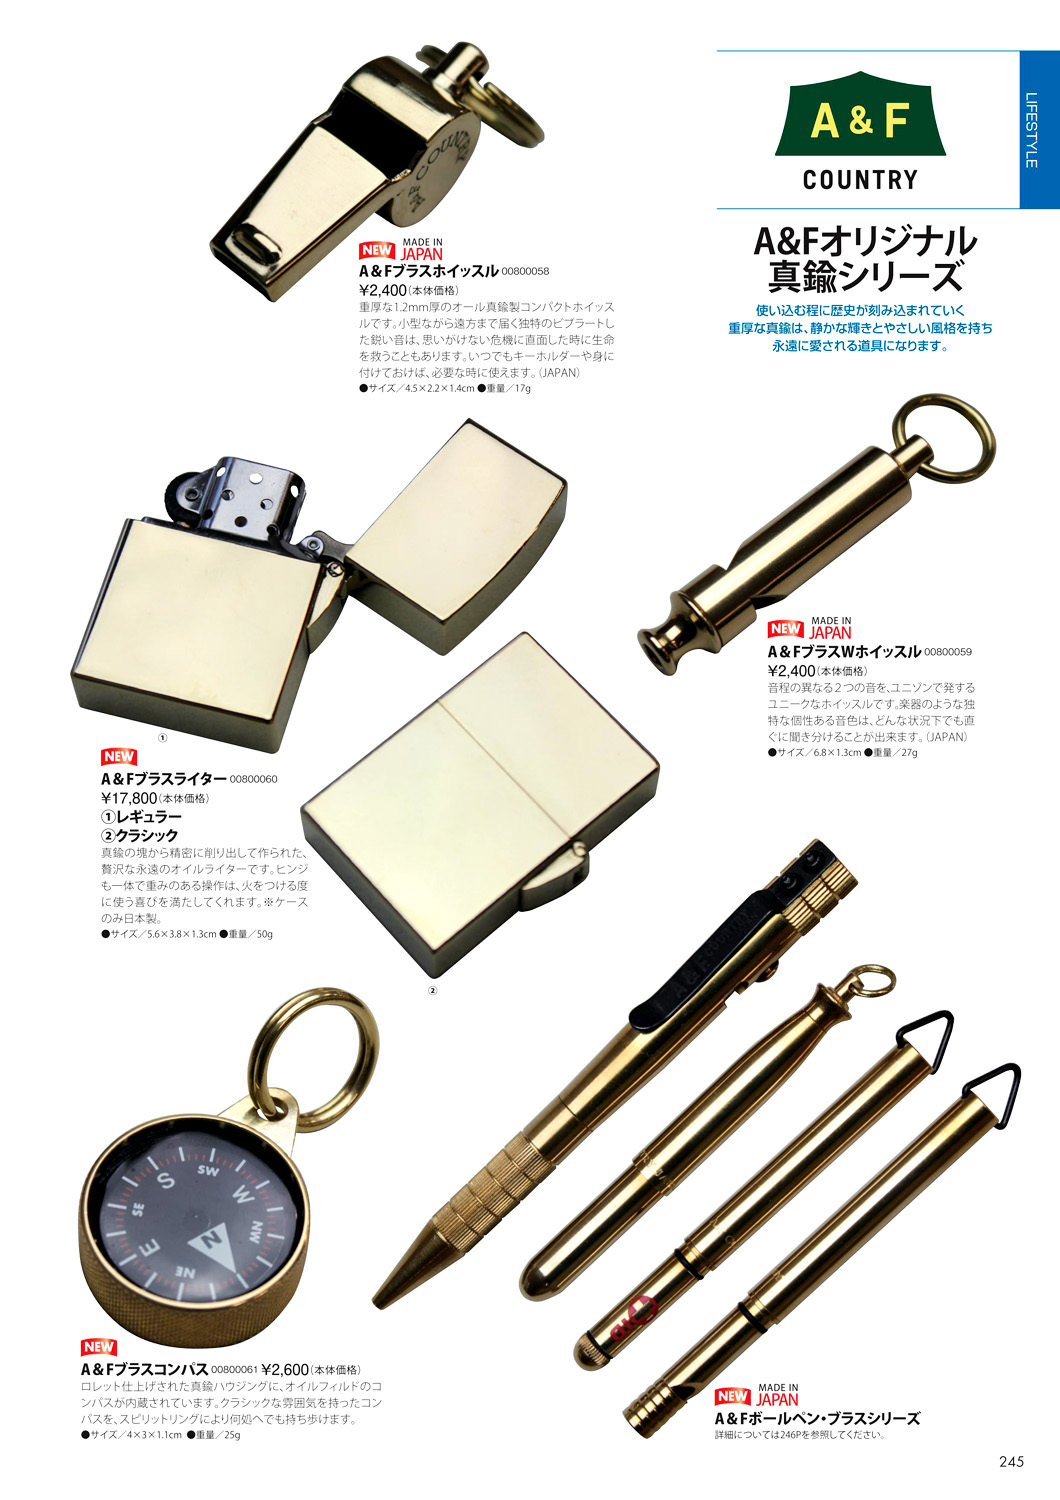 LIFESTYLE
A & F
COUNTRY
A&Fオリジナル
真鍮シリーズ
使い込む程に歴史が刻み込まれていく
重厚な真鍮は、静かな輝きとやさしい風格を持ち
永遠に愛される道具になります。
COUNTRY
NEW MADE IN JAPAN
A&Fブラスホイッスル 00800058
¥2,400(本体価格)
重厚な1.2mm厚のオール真鍮製コンパクトホイッス
ルです。小型ながら遠方まで届く独特のビブラートし
た鋭い音は、思いがけない危機に直面した時に生命
を救うこともあります。いつでもキーホルダーや身に
付けておけば、必要な時に使えます。(JAPAN)
●サイズ/4.5×2.2×1.4cm ●重量/17g
NEW MADE IN JAPAN
A&FブラスWホイッスル 00800059
¥2,400(本体価格)
音程の異なる2つの音を、ユニゾンで発する
ユニークなホイッスルです。楽器のような独
特な個性ある音色は、どんな状況下でも直
ぐに聞き分けることが出来ます。(JAPAN)
●サイズ/6.8×1.3cm ●重量/27g
①
NEW
A&Fブラスライター 00800060
¥17,800(本体価格)
①レギュラー
②クラシック
真鍮の塊から精密に削り出して作られた、
贅沢な永遠のオイルライターです。ヒンジ
も一体で重みのある操作は、火をつける度
に使う喜びを満たしてくれます。※ケース
のみ日本製。
●サイズ/5.6×3.8×1.3cm ●重量/50g
②
S SW W NW N NE E SE
NEW
A&Fブラスコンパス 00800061 ¥2,600(本体価格)
ロレット仕上げされた真鍮ハウジングに、オイルフィルドのコ
ンパスが内蔵されています。クラシックな雰囲気を持ったコン
パスを、スピリットリングにより何処へでも持ち歩けます。
●サイズ/4×3×1.1cm ●重量/25g
NEW MADE IN JAPAN
A&Fボールペン・ブラスシリーズ
詳細については246Pを参照してください。
245